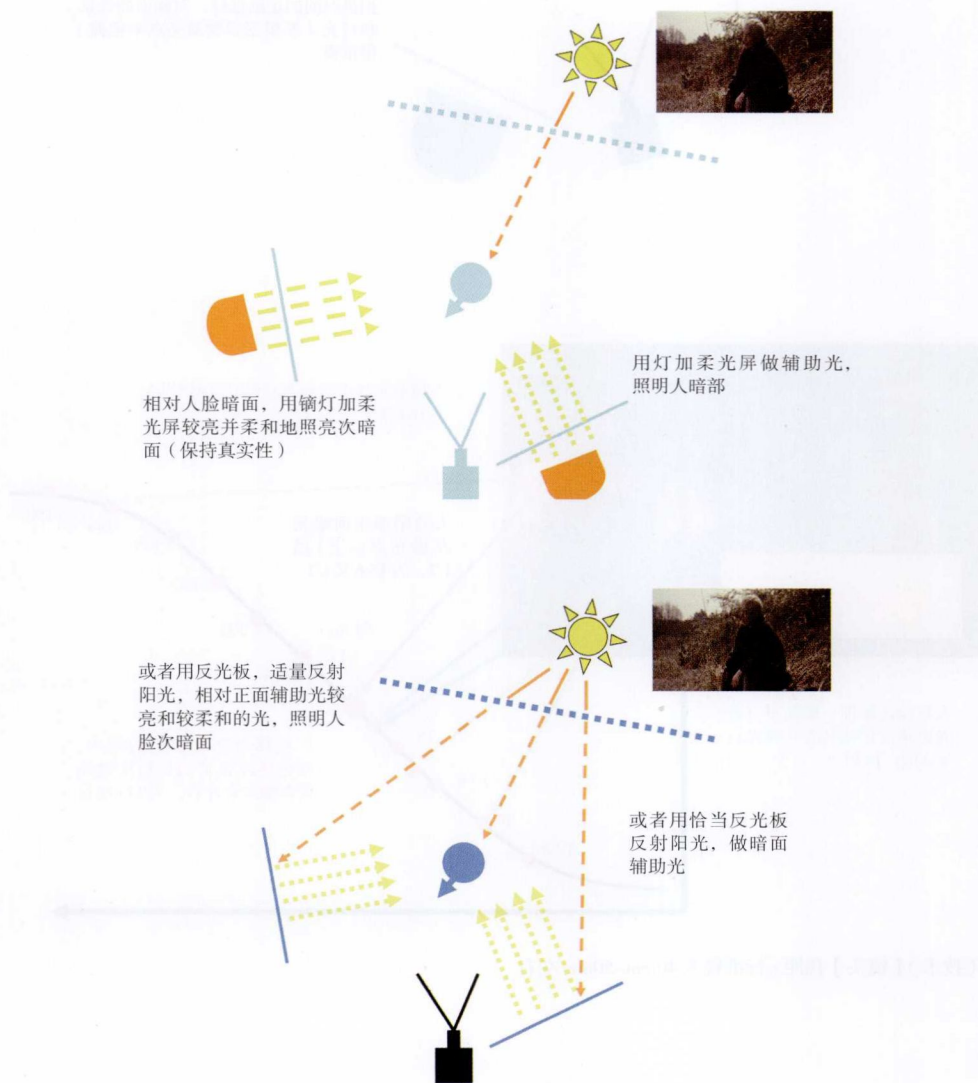 用灯加柔光屏做辅助光，
照明人暗部
相对人脸暗面，用镝灯加柔
光屏较亮并柔和地照亮次暗
面（保持真实性）
或者用反光板，适量反射
阳光，相对正面辅助光较
亮和较柔和的光，照明人
脸次暗面
或者用恰当反光板
反射阳光，做暗面
辅助光